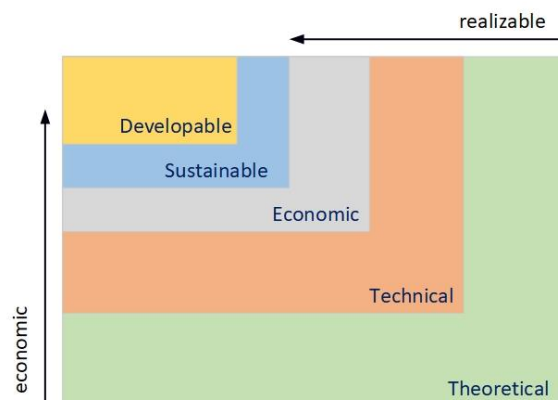 realizable
Developable
Sustainable
Economic
Technical
Theoretical
economic